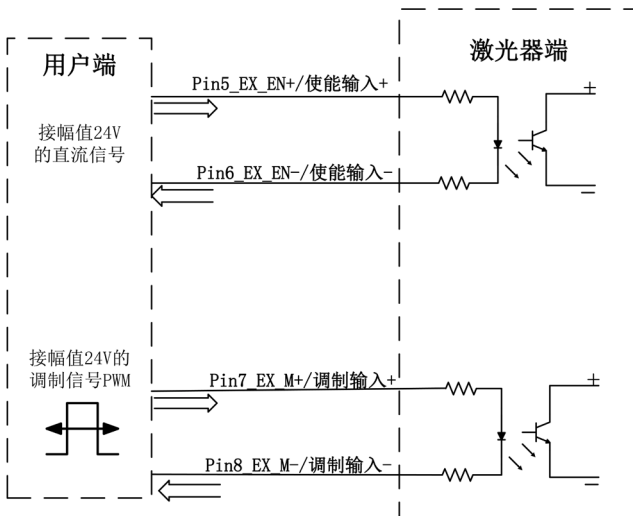 用户端
激光器端
Pin5_EX_EN+/使能输入+
+
接幅值24V
的直流信号
Pin6_EX_EN-/使能输入-
-
接幅值24V的
调制信号PWM
Pin7_EX_M+/调制输入+
+
Pin8_EX_M-/调制输入-
-